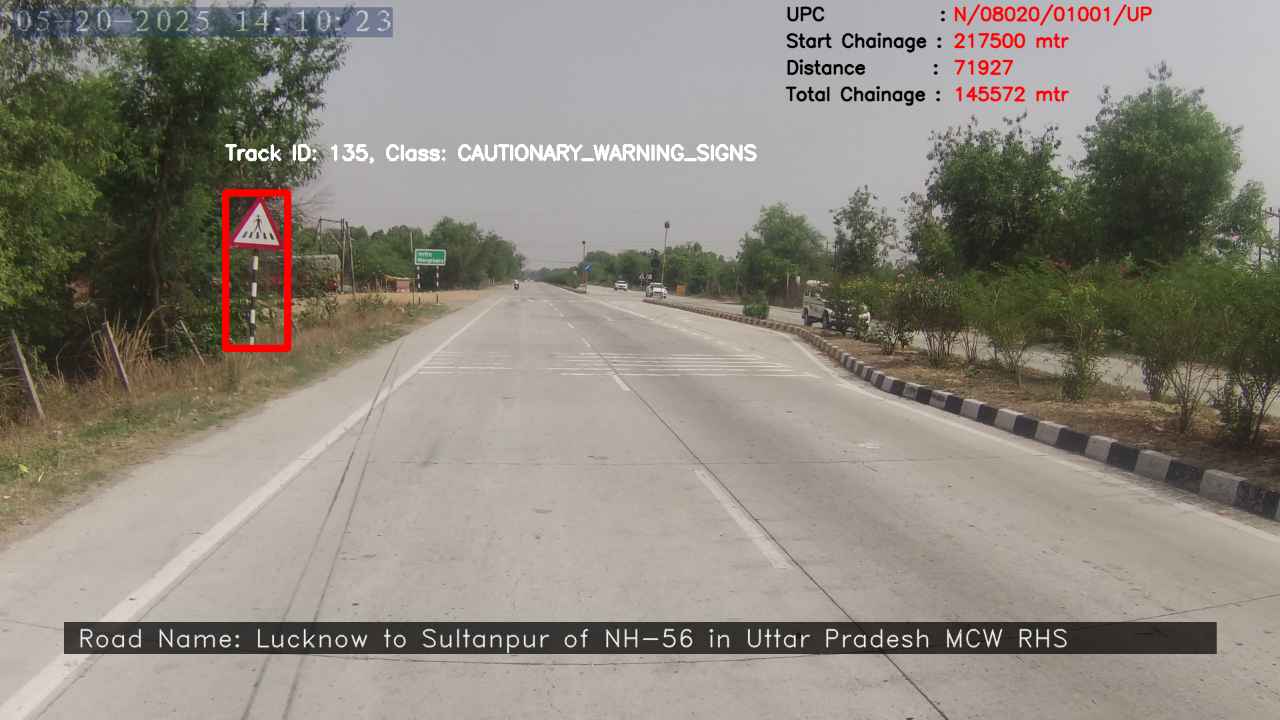 05-20-2025 14:10:23
UPC : N/08020/01001/UP
Start Chainage : 217500 mtr
Distance : 71927
Total Chainage : 145572 mtr
Track ID: 135, Class: CAUTIONARY_WARNING_SIGNS
Road Name: Lucknow to Sultanpur of NH-56 in Uttar Pradesh MCW RHS